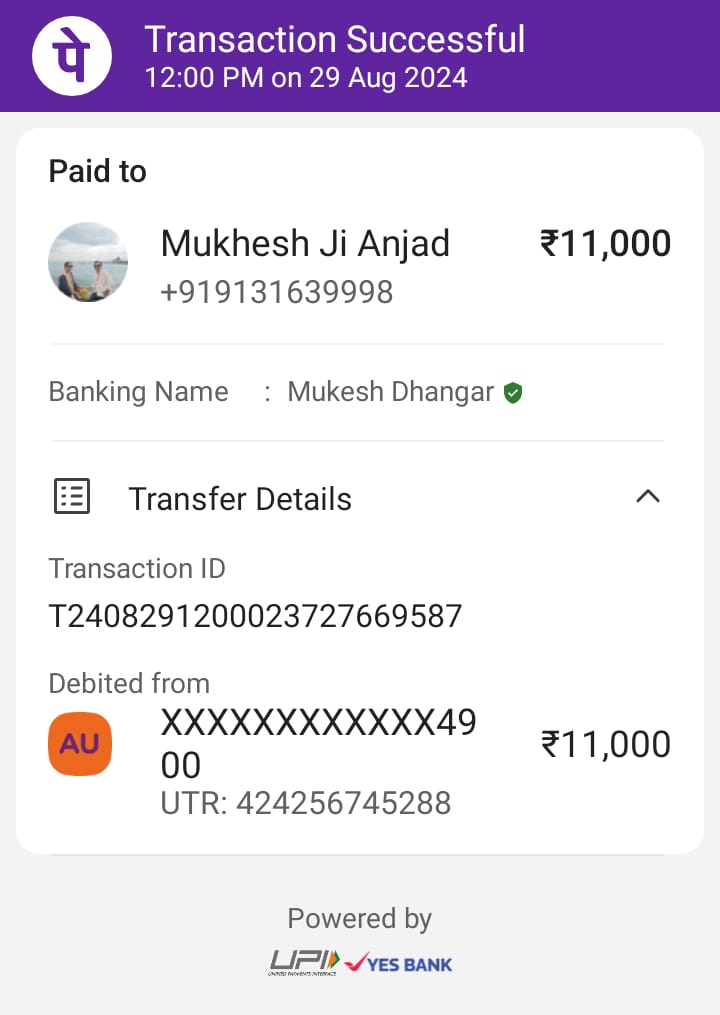 पे
Transaction Successful
12:00 PM on 29 Aug 2024
Paid to
Mukhesh Ji Anjad ₹11,000
+919131639998
Banking Name : Mukesh Dhangar
Transfer Details
Transaction ID
T2408291200023727669587
Debited from
XXXXXXXXXXXX49
00
AU
₹11,000
UTR: 424256745288
Powered by
UPI YES BANK
UNIFIED PAYMENTS INTERFACE